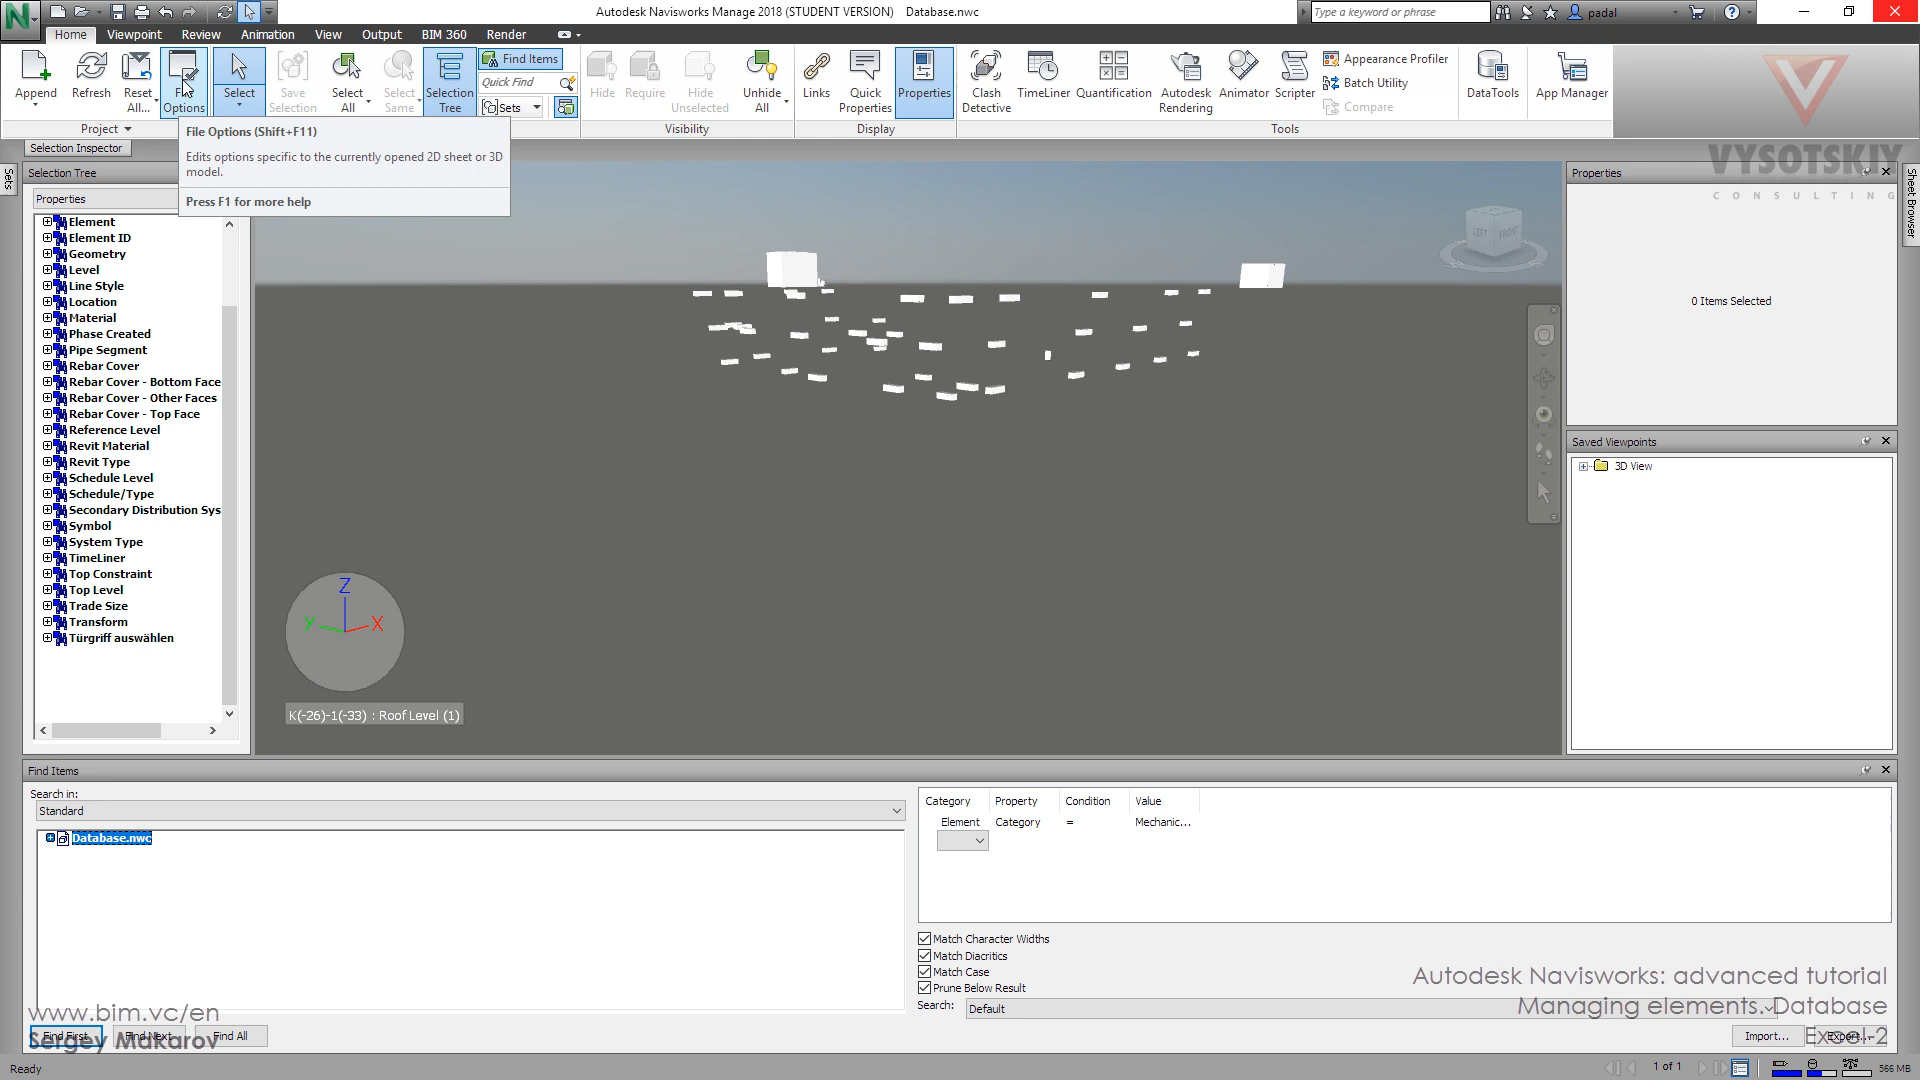 Autodesk Navisworks Manage 2018 (STUDENT VERSION) Database.nwc
Type a keyword or phrase
padal
Home Viewpoint Review Animation View Output BIM 360 Render
Append
Refresh
Reset All...
Options
Select
Save Selection
Select All
Select Same
Selection Tree
Find Items
Quick Find
Sets
Hide
Require
Hide Unselected
Unhide All
Links
Quick Properties
Properties
Clash Detective
TimeLiner
Quantification
Autodesk Rendering
Animator
Scripter
Appearance Profiler
Batch Utility
Compare
DataTools
App Manager
Project
Visibility
Display
Tools
File Options (Shift+F11)
Edits options specific to the currently opened 2D sheet or 3D
model.
Press F1 for more help
VYSOTSKIY
CONSULTING
Selection Inspector
Sets
Selection Tree
Properties
Element
Element ID
Geometry
Level
Line Style
Location
Material
Phase Created
Pipe Segment
Rebar Cover
Rebar Cover - Bottom Face
Rebar Cover - Other Faces
Rebar Cover - Top Face
Reference Level
Revit Material
Revit Type
Schedule Level
Schedule/Type
Secondary Distribution Sys
Symbol
System Type
TimeLiner
Top Constraint
Top Level
Trade Size
Transform
Türgriff auswählen
LEFT FRONT
Z
Y
X
K(-26)-1(-33) : Roof Level (1)
Properties
0 Items Selected
Sheet Browser
Saved Viewpoints
3D View
Find Items
Search in:
Standard
Database.nwc
Category Property Condition Value
Element Category = Mechanic...
Match Character Widths
Match Diacritics
Match Case
Prune Below Result
Search: Default
Find First Find Next Find All
Import... Export...
www.bim.vc/en
Sergey Makarov
Autodesk Navisworks: advanced tutorial
Managing elements. Database
Excel-2
Ready
1 of 1
566 MB